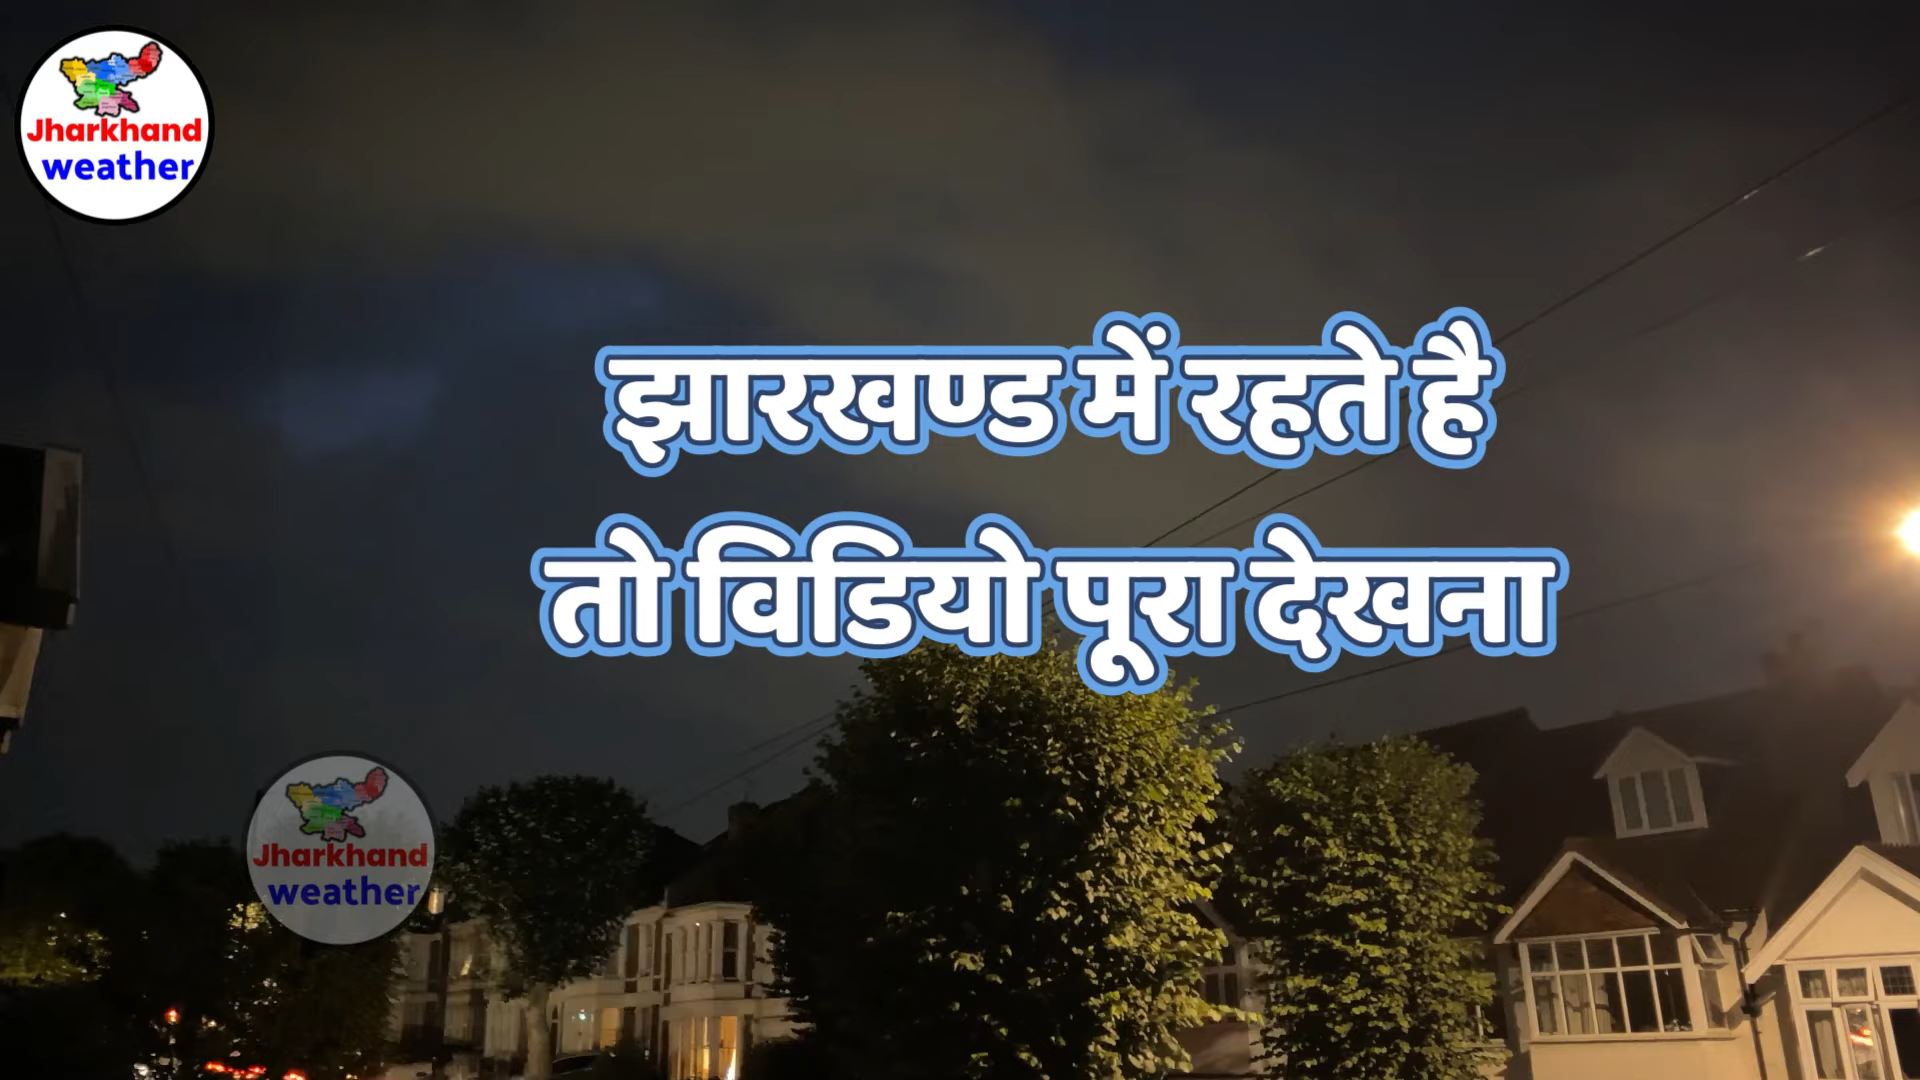 Jharkhand
weather
झारखण्ड में रहते है
तो विडियो पूरा देखना
Jharkhand
weather